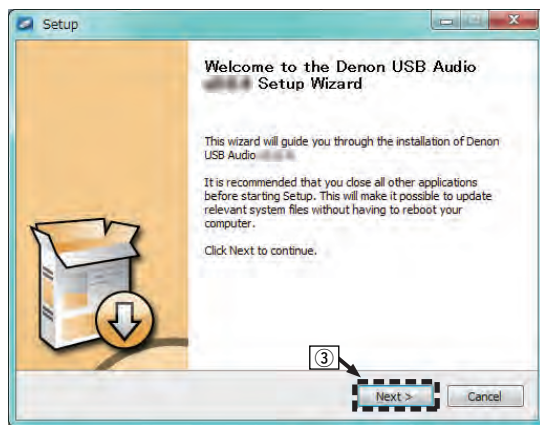 Setup
Welcome to the Denon USB Audio
Setup Wizard
This wizard will guide you through the installation of Denon
USB Audio
It is recommended that you close all other applications
before starting Setup. This will make it possible to update
relevant system files without having to reboot your
computer.
Click Next to continue.
③
Next >
Cancel